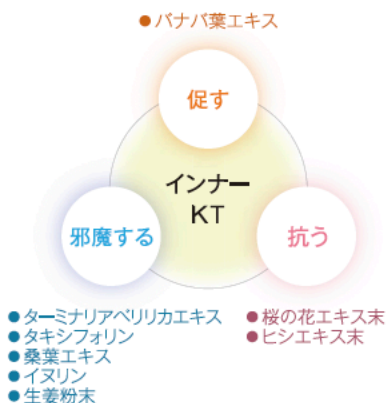 ●バナバ葉エキス
促す
インナー
KT
邪魔する
抗う
●ターミナリアベリリカエキス
●タキシフォリン
●桑葉エキス
●イヌリン
●生姜粉末
●桜の花エキス末
●ヒシエキス末